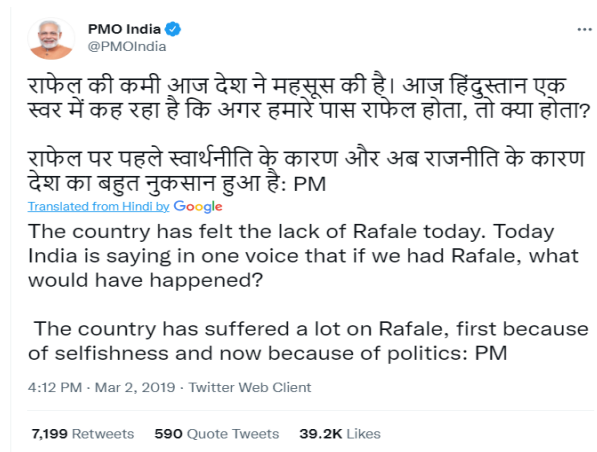 PMO India
@PMOIndia
राफेल की कमी आज देश ने महसूस की है। आज हिंदुस्तान एक
स्वर में कह रहा है कि अगर हमारे पास राफेल होता, तो क्या होता?
राफेल पर पहले स्वार्थनीति के कारण और अब राजनीति के कारण
देश का बहुत नुकसान हुआ है: PM
Translated from Hindi by Google
The country has felt the lack of Rafale today. Today
India is saying in one voice that if we had Rafale, what
would have happened?
The country has suffered a lot on Rafale, first because
of selfishness and now because of politics: PM
4:12 PM · Mar 2, 2019 · Twitter Web Client
7,199 Retweets 590 Quote Tweets 39.2K Likes